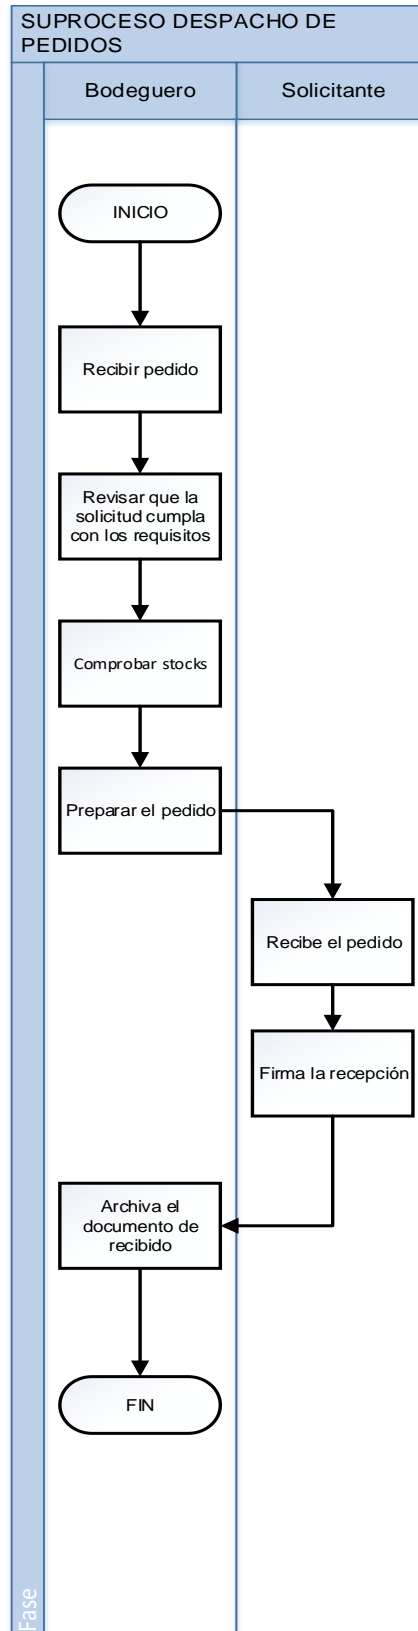 SUPROCESO DESPACHO DE
PEDIDOS
Bodeguero
Solicitante
INICIO
Recibir pedido
Revisar que la
solicitud cumpla
con los requisitos
Comprobar stocks
Preparar el pedido
Recibe el pedido
Firma la recepción
Archiva el
documento de
recibido
FIN
Fase